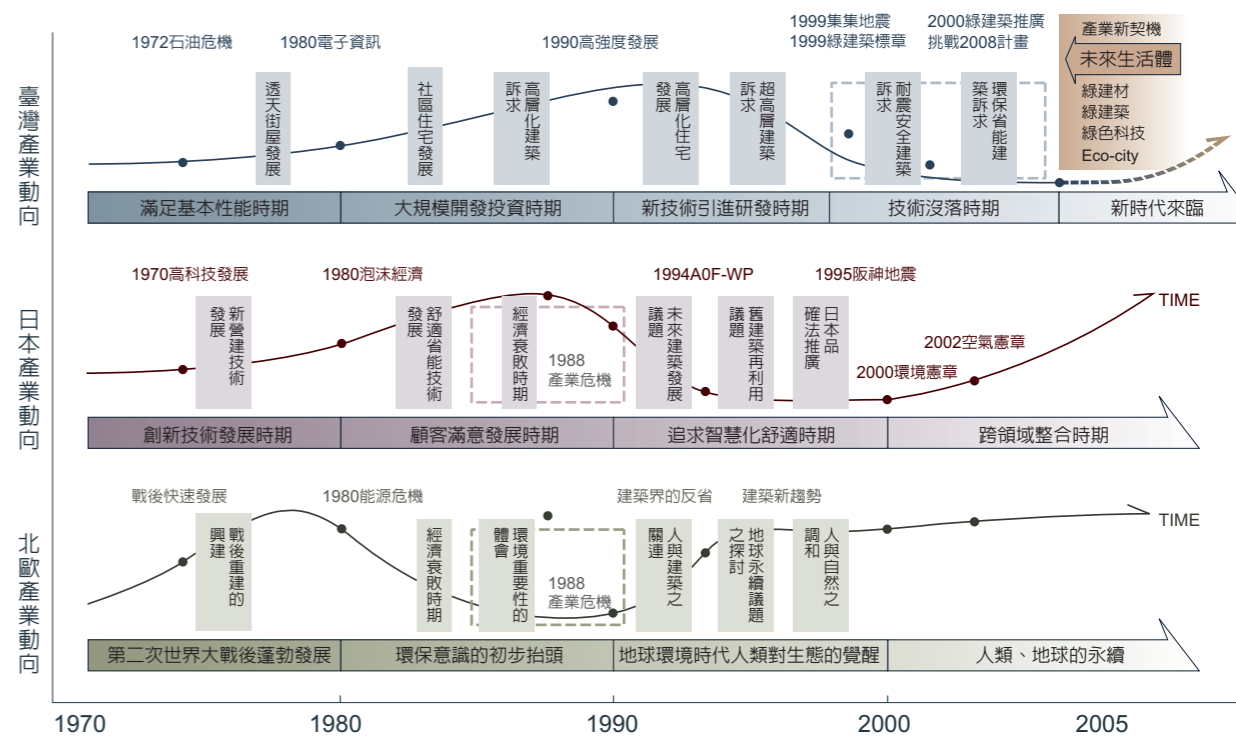 臺灣產業動向
1972石油危機
1980電子資訊
1990高強度發展
1999集集地震
1999綠建築標章
2000綠建築推廣
挑戰2008計畫
產業新契機
未來生活體
綠建材
綠建築
綠色科技
Eco-city
透天街屋發展
社區住宅發展
高層化建築
訴求
高層化住宅
發展
超高層建築
訴求
耐震安全建築
訴求
環保省能建
築訴求
滿足基本性能時期
大規模開發投資時期
新技術引進研發時期
技術沒落時期
新時代來臨
日本產業動向
1970高科技發展
1980泡沫經濟
1994A0F-WP
1995阪神地震
TIME
新營建技術
發展
舒適省能技術
發展
經濟衰敗時期
1988
產業危機
未來建築發展
議題
舊建築再利用
議題
日本品
確法推廣
2002空氣憲章
2000環境憲章
創新技術發展時期
顧客滿意發展時期
追求智慧化舒適時期
跨領域整合時期
北歐產業動向
戰後快速發展
1980能源危機
建築界的反省
建築新趨勢
TIME
戰後重建的
興建
經濟衰敗時期
環境重要性的
體會
1988
產業危機
人與建築之
關連
地球永續議題
之探討
人與自然之
調和
第二次世界大戰後蓬勃發展
環保意識的初步抬頭
地球環境時代人類對生態的覺醒
人類、地球的永續
1970
1980
1990
2000
2005